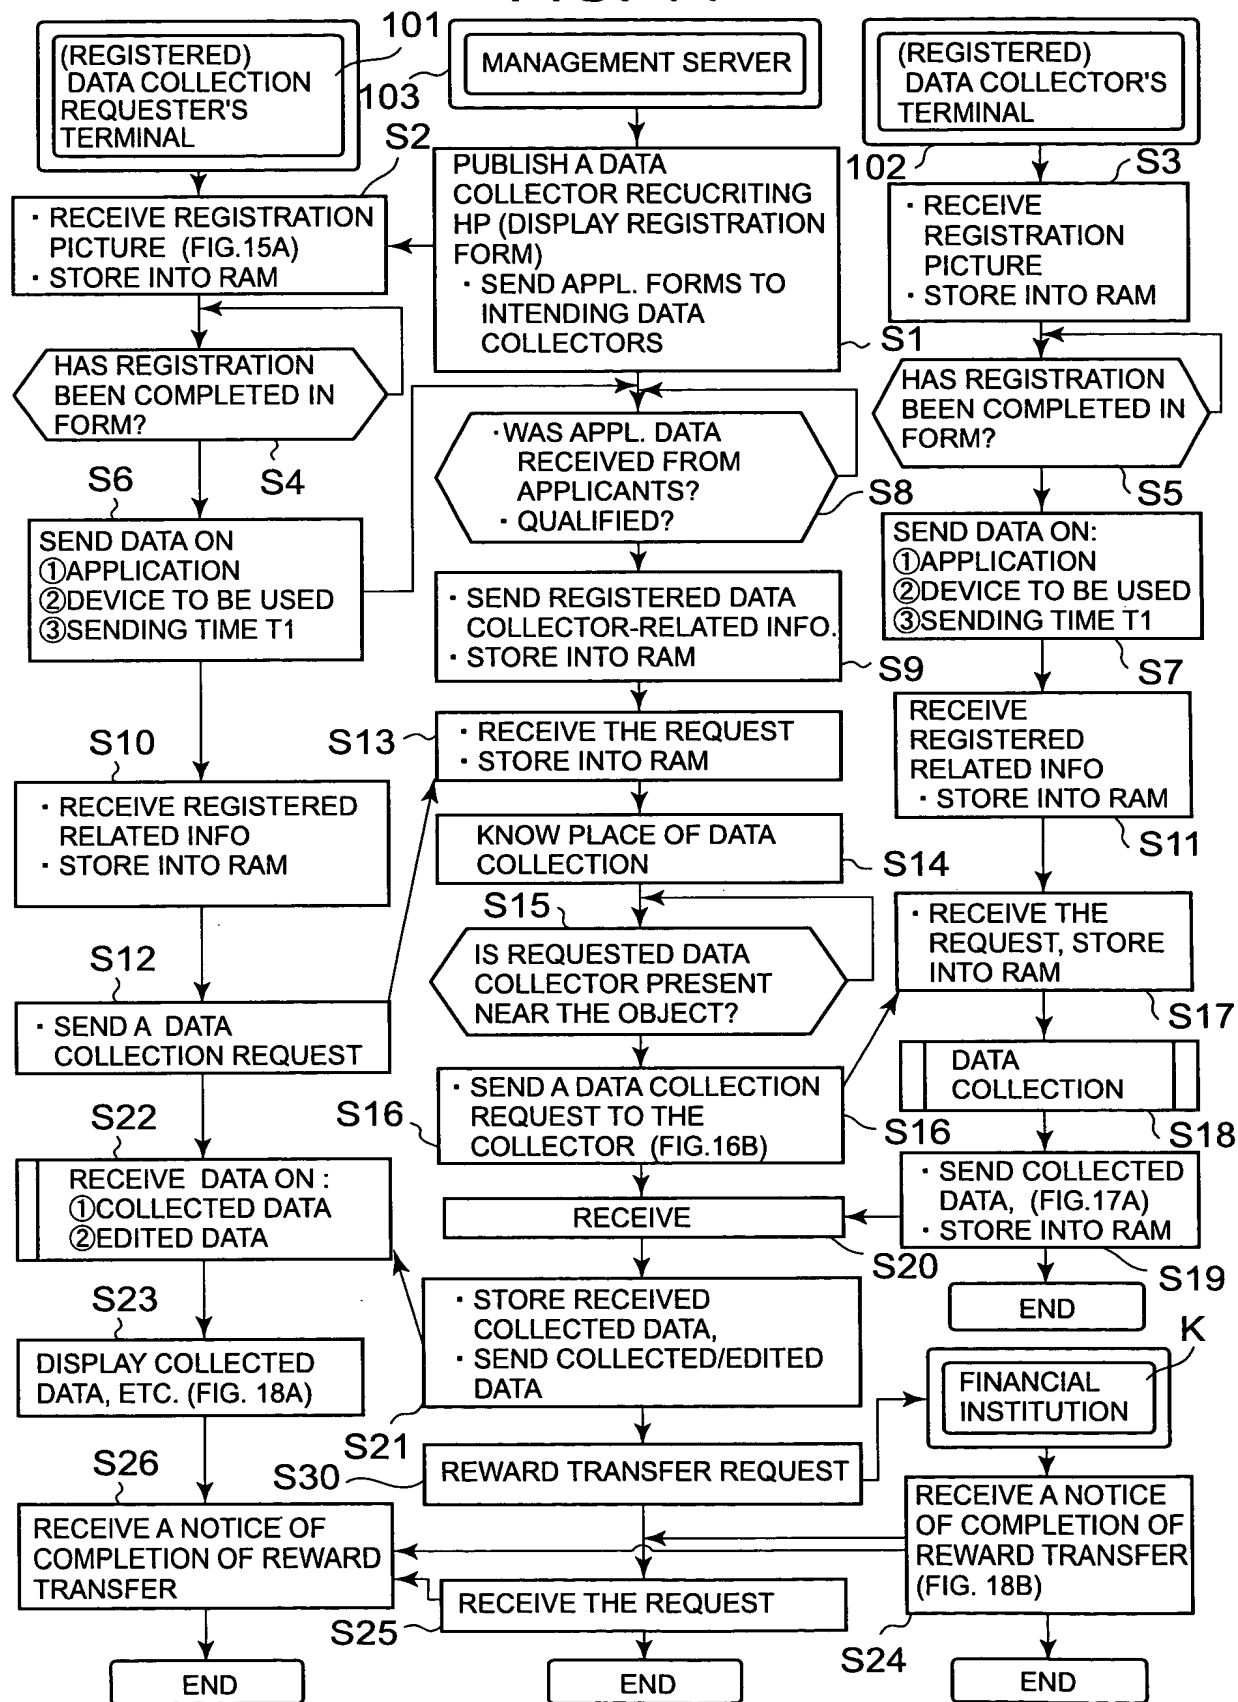 101
(REGISTERED)
DATA COLLECTION
REQUESTER'S
TERMINAL
S2
· RECEIVE REGISTRATION
PICTURE (FIG.15A)
· STORE INTO RAM
HAS REGISTRATION
BEEN COMPLETED IN
FORM?
S4
S6
SEND DATA ON
①APPLICATION
②DEVICE TO BE USED
③SENDING TIME T1
S10
· RECEIVE REGISTERED
RELATED INFO
· STORE INTO RAM
S12
· SEND A DATA
COLLECTION REQUEST
S22
RECEIVE DATA ON :
①COLLECTED DATA
②EDITED DATA
S23
DISPLAY COLLECTED
DATA, ETC. (FIG. 18A)
S26
RECEIVE A NOTICE OF
COMPLETION OF REWARD
TRANSFER
END
103
MANAGEMENT SERVER
PUBLISH A DATA
COLLECTOR RECUCRITING
HP (DISPLAY REGISTRATION
FORM)
· SEND APPL. FORMS TO
INTENDING DATA
COLLECTORS
S1
·WAS APPL. DATA
RECEIVED FROM
APPLICANTS?
· QUALIFIED?
S8
· SEND REGISTERED DATA
COLLECTOR-RELATED INFO.
· STORE INTO RAM
S9
S13
· RECEIVE THE REQUEST
· STORE INTO RAM
KNOW PLACE OF DATA
COLLECTION
S14
S15
IS REQUESTED DATA
COLLECTOR PRESENT
NEAR THE OBJECT?
· SEND A DATA COLLECTION
REQUEST TO THE
COLLECTOR (FIG.16B)
S16
S16
RECEIVE
S20
· STORE RECEIVED
COLLECTED DATA,
· SEND COLLECTED/EDITED
DATA
S21
S30
REWARD TRANSFER REQUEST
RECEIVE THE REQUEST
S25
END
(REGISTERED)
DATA COLLECTOR'S
TERMINAL
102
S3
· RECEIVE
REGISTRATION
PICTURE
· STORE INTO RAM
HAS REGISTRATION
BEEN COMPLETED IN
FORM?
S5
SEND DATA ON:
①APPLICATION
②DEVICE TO BE USED
③SENDING TIME T1
S7
RECEIVE
REGISTERED
RELATED INFO
· STORE INTO RAM
S11
· RECEIVE THE
REQUEST, STORE
INTO RAM
S17
DATA
COLLECTION
S18
· SEND COLLECTED
DATA, (FIG.17A)
· STORE INTO RAM
S19
END
K
FINANCIAL
INSTITUTION
RECEIVE A NOTICE
OF COMPLETION OF
REWARD TRANSFER
(FIG. 18B)
S24
END